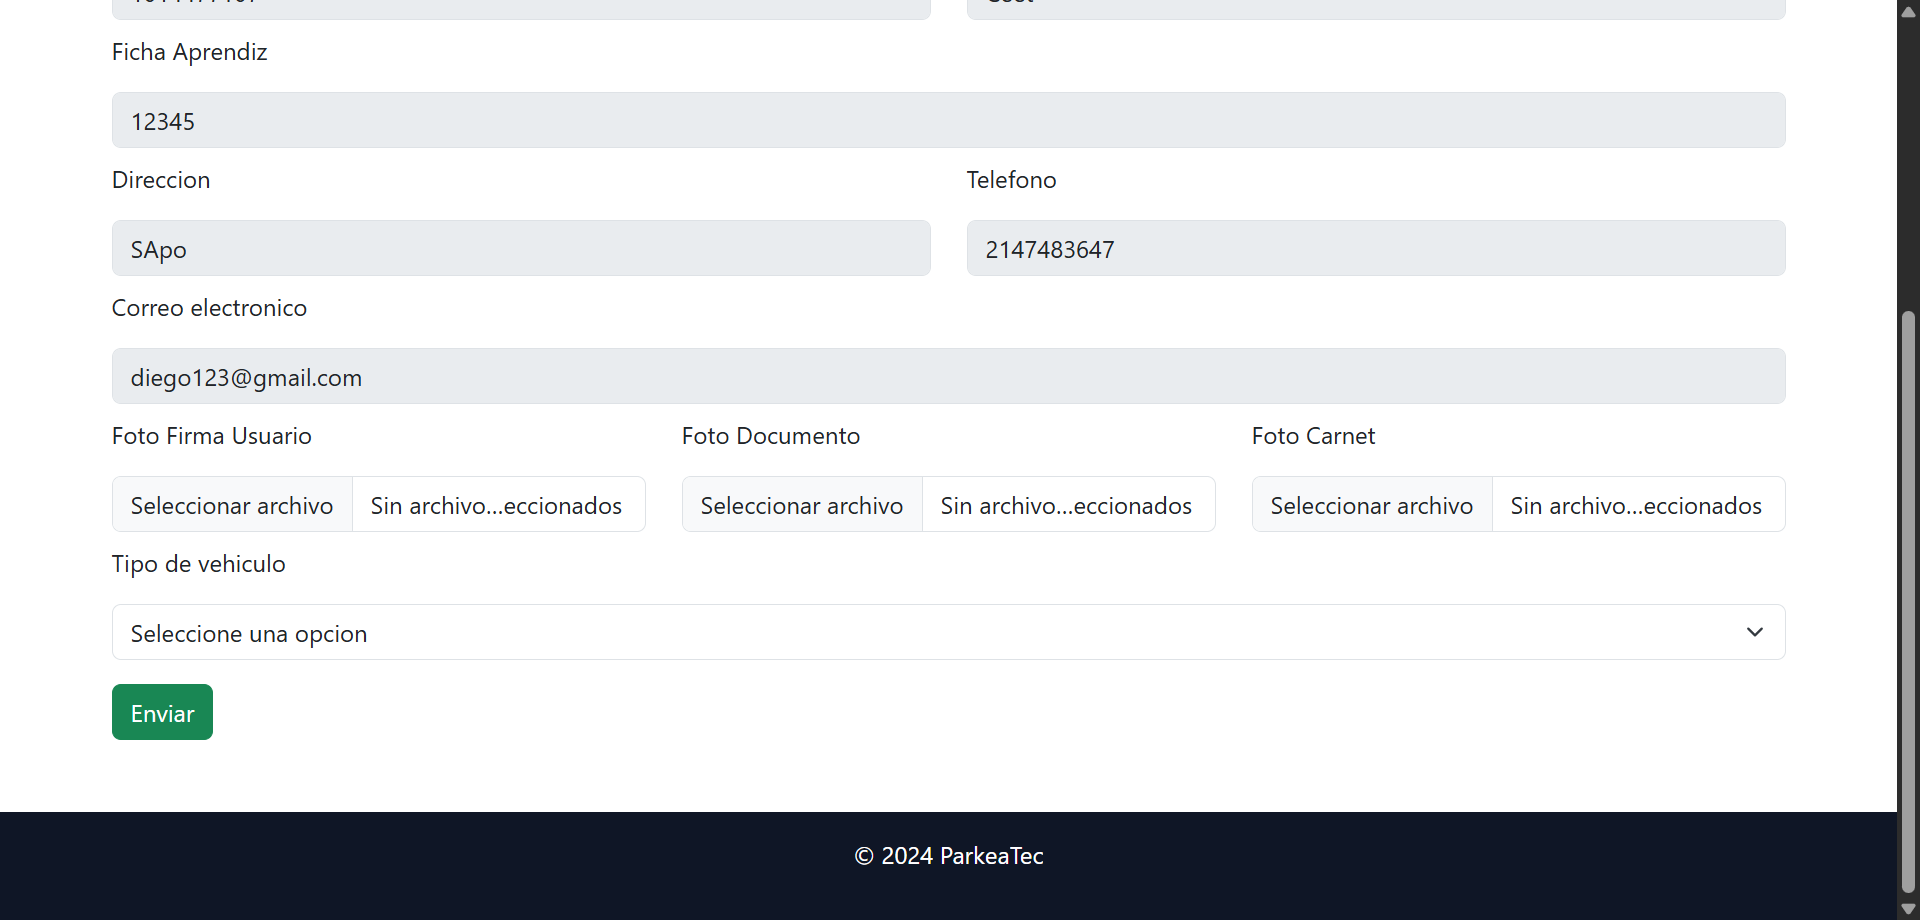 Ficha Aprendiz
12345
Direccion
Telefono
SApo
2147483647
Correo electronico
diego123@gmail.com
Foto Firma Usuario
Foto Documento
Foto Carnet
Seleccionar archivo Sin archivo...eccionados
Seleccionar archivo Sin archivo...eccionados
Seleccionar archivo Sin archivo...eccionados
Tipo de vehiculo
Seleccione una opcion
Enviar
© 2024 ParkeaTec